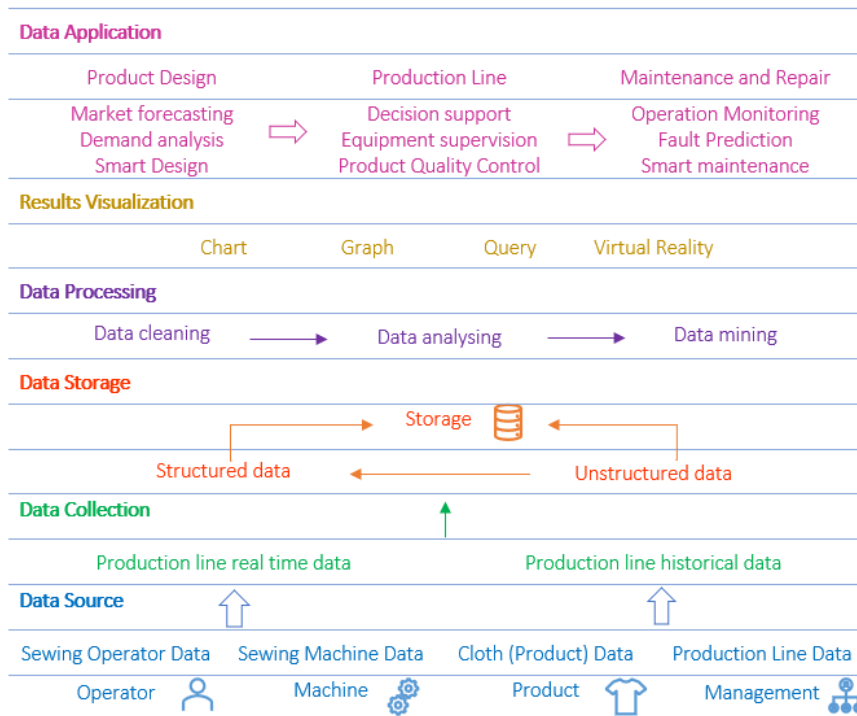 Data Application
Product Design Production Line Maintenance and Repair
Market forecasting Decision support Operation Monitoring
Demand analysis Equipment supervision Fault Prediction
Smart Design Product Quality Control Smart maintenance
Results Visualization
Chart Graph Query Virtual Reality
Data Processing
Data cleaning Data analysing Data mining
Data Storage
Storage
Structured data Unstructured data
Data Collection
Production line real time data Production line historical data
Data Source
Sewing Operator Data Sewing Machine Data Cloth (Product) Data Production Line Data
Operator Machine Product Management